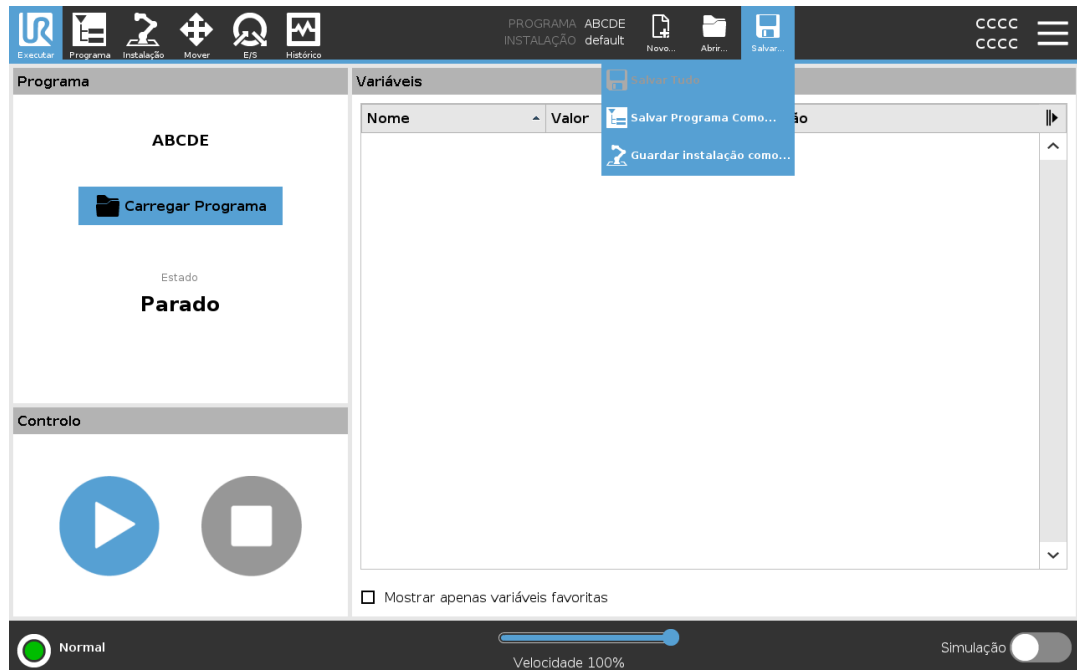 PROGRAMA ABCDE
INSTALAÇÃO default
CCCC
CCCC
Executar Programa Instalação Mover E/S Histórico
Novo... Abrir... Salvar...
Programa
Variáveis
Salvar Tudo
Salvar Programa Como...
Guardar instalação como...
Nome Valor ão
ABCDE
Carregar Programa
Estado
Parado
Controlo
Mostrar apenas variáveis favoritas
Normal
Velocidade 100%
Simulação